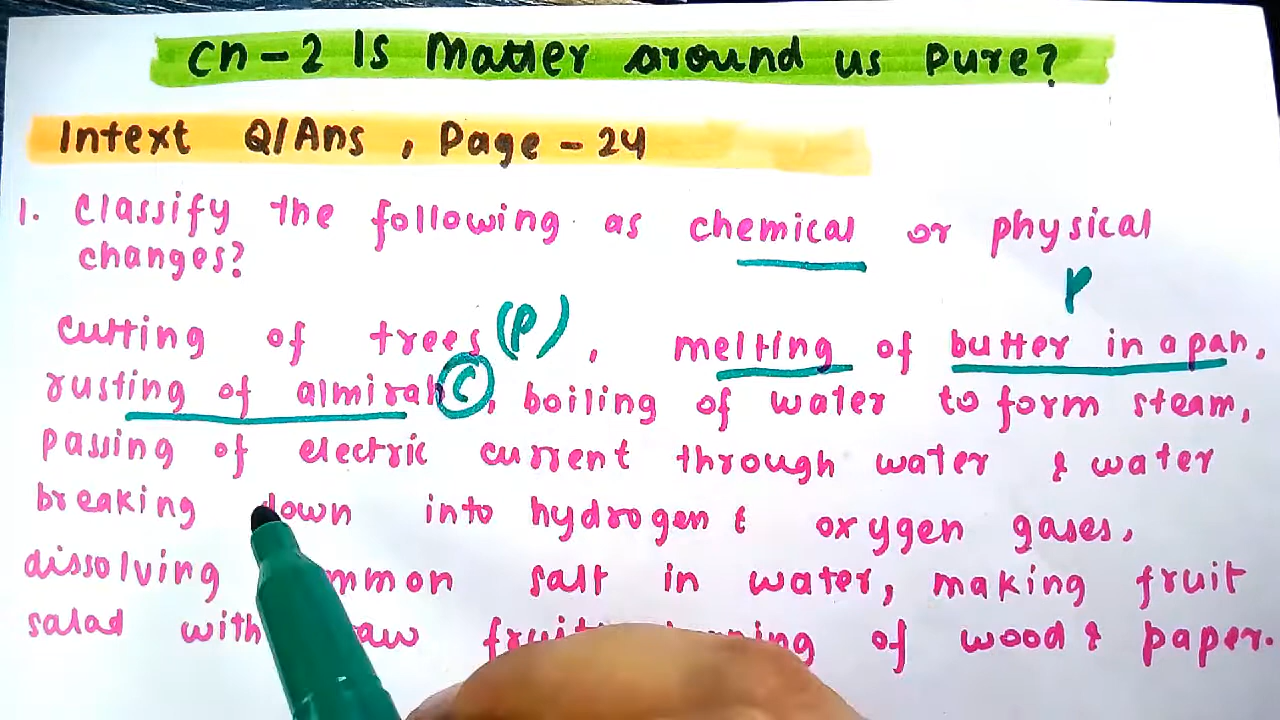 Ch-2 Is Matter around us Pure?
Intext Q/Ans, Page-24
1. Classify the following as chemical or physical
changes?
P
cutting of trees (P), melting of butter in a pan,
rusting of almirah C, boiling of water to form steam,
passing of electric current through water & water
breaking down into hydrogen & oxygen gases,
dissolving common salt in water, making fruit
salad with raw fruits, of wood & paper.